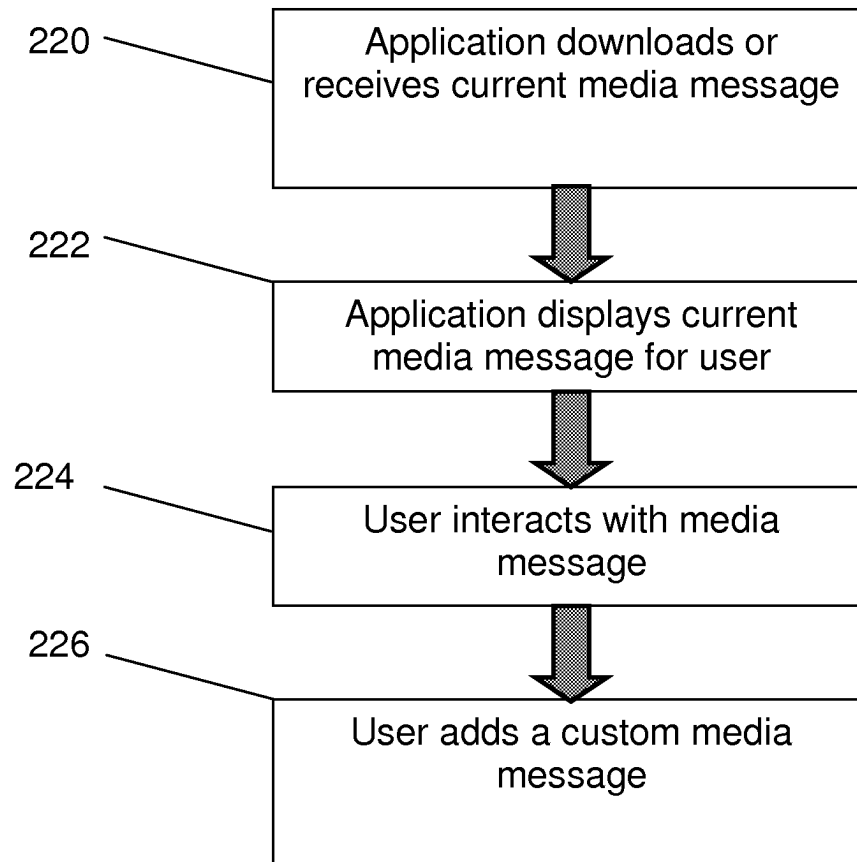 220
Application downloads or
receives current media message
222
Application displays current
media message for user
224
User interacts with media
message
226
User adds a custom media
message